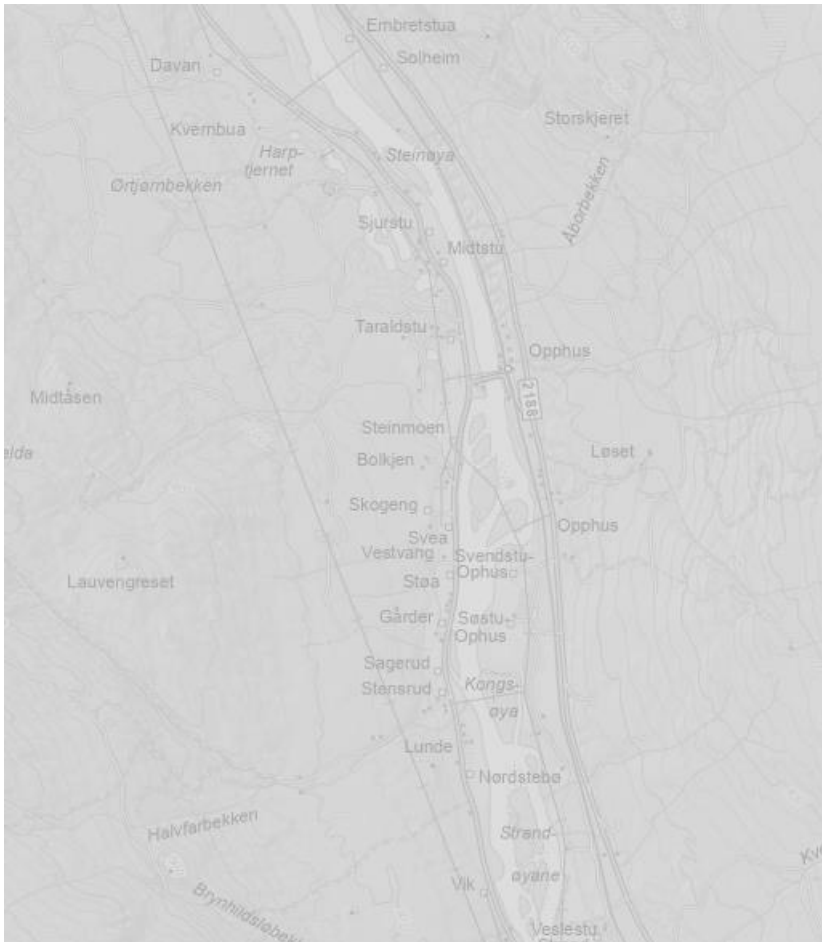 Embretstua
Solheim
Davan
Storskjeret
Kvernbua
Harp-
tjernet
Steinøya
Ørtjørnbekken
Åborbekken
Sjurstu
Midtstu
Taraldstu
Opphus
2188
Midtåsen
Steinmoen
elda
Løset
Bolkjen
Skogeng
Opphus
Svea
Vestvang
Svendstu-
Ophus
Støa
Lauvengreset
Gårder
Søstu-
Ophus
Sagerud
Stensrud
Kongs-
øya
Lunde
Nordstebø
Halvfarbekken
Strand-
øyane
Vik
Veslestu